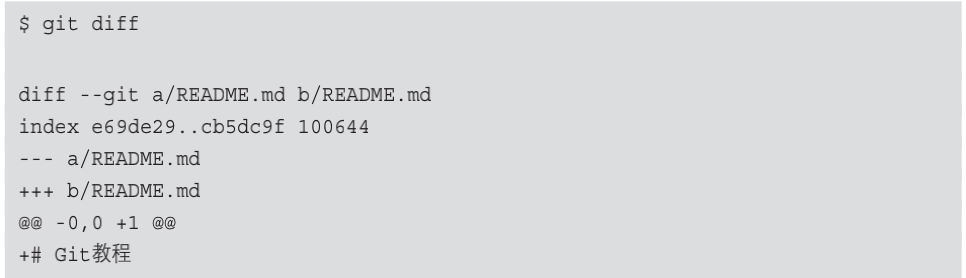 $ git diff
diff --git a/README.md b/README.md
index e69de29..cb5dc9f 100644
--- a/README.md
+++ b/README.md
@@ -0,0 +1 @@
+# Git教程